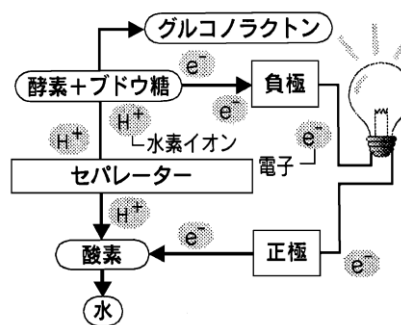 グルコノラクトン
酵素+ブドウ糖
e⁻
e⁻
負極
H⁺
H⁺
水素イオン
e⁻
電子
セパレーター
H⁺
e⁻
酸素
正極
e⁻
水